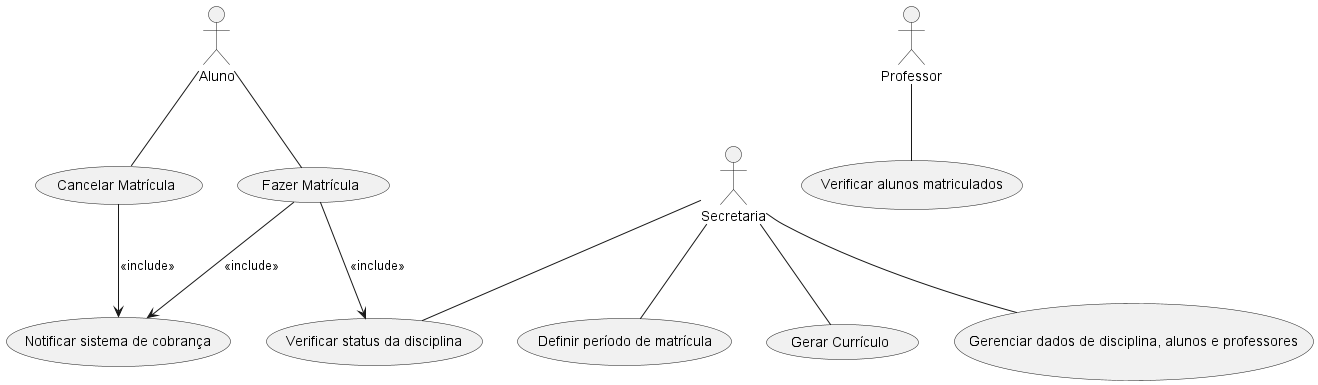 Aluno
Professor
Cancelar Matrícula
Fazer Matrícula
Verificar alunos matriculados
Secretaria
«include»
«include»
«include»
Notificar sistema de cobrança
Verificar status da disciplina
Definir período de matrícula
Gerar Currículo
Gerenciar dados de disciplina, alunos e professores